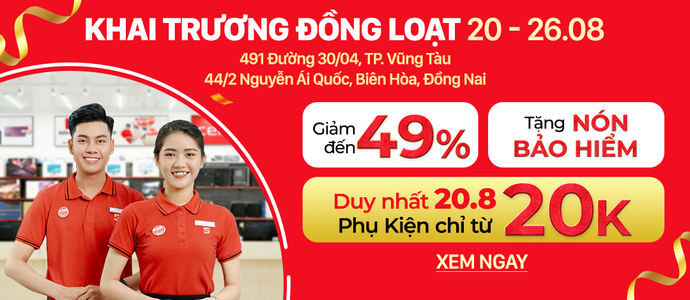 KHAI TRƯƠNG ĐỒNG LOẠT 20 - 26.08
491 Đường 30/04, TP. Vũng Tàu
44/2 Nguyễn Ái Quốc, Biên Hòa, Đồng Nai
Giảm đến 49%
Tặng NÓN
BẢO HIỂM
Duy nhất 20.8
Phụ Kiện chỉ từ 20K
XEM NGAY